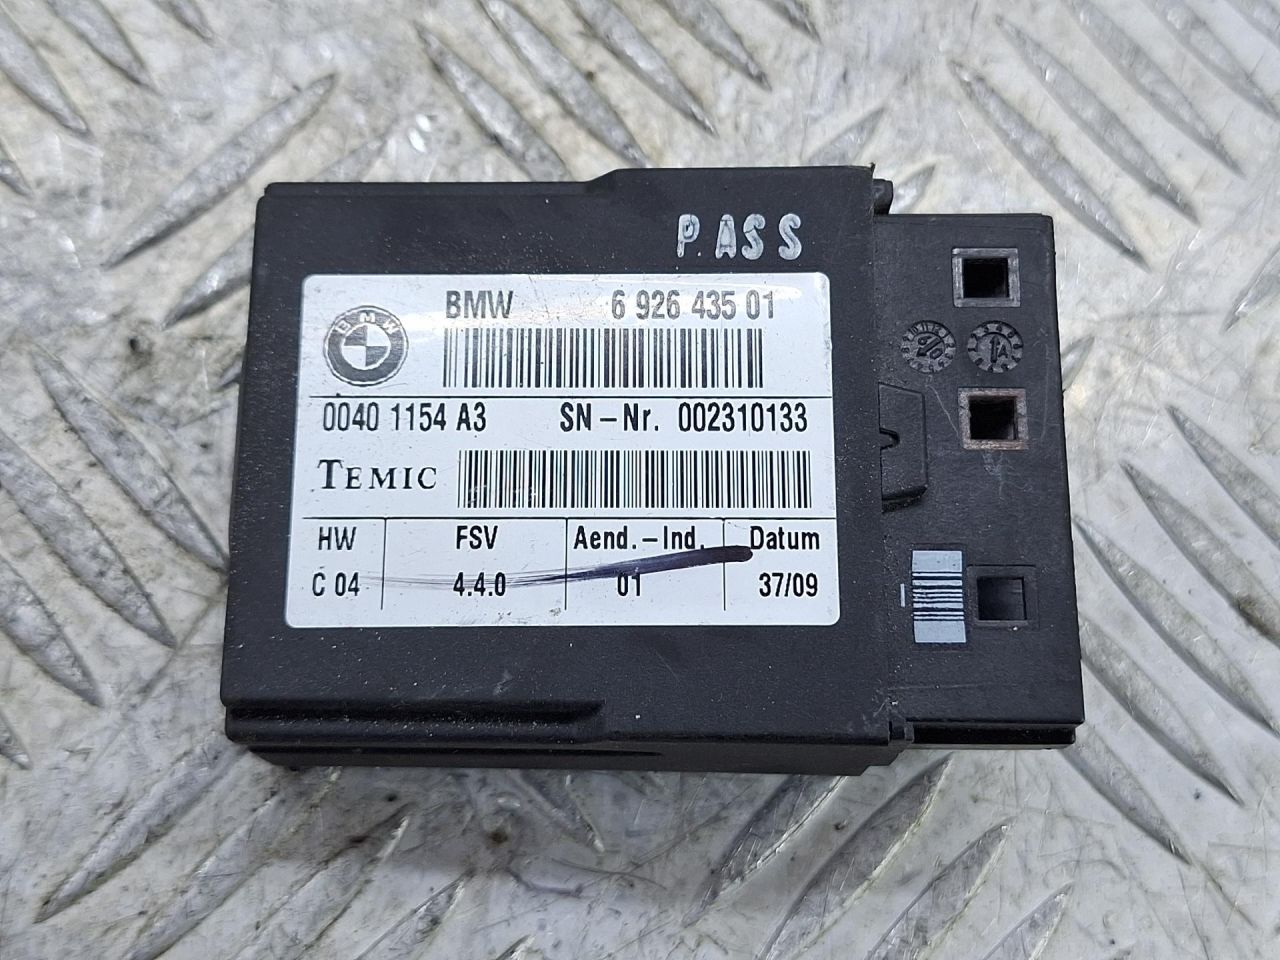 P.ASS
BMW 6 926 435 01
BMW
0040 1154 A3 SN-Nr. 002310133
TEMIC
HW FSV Aend.-Ind. Datum
C 04 4.4.0 01 37/09